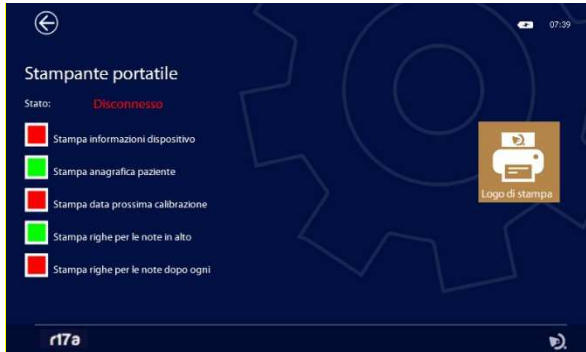 07:39
Stampante portatile
Stato: Disconnesso
Stampa informazioni dispositivo
Stampa anagrafica paziente
Stampa data prossima calibrazione
Stampa righe per le note in alto
Stampa righe per le note dopo ogni
Logo di stampa
r17a